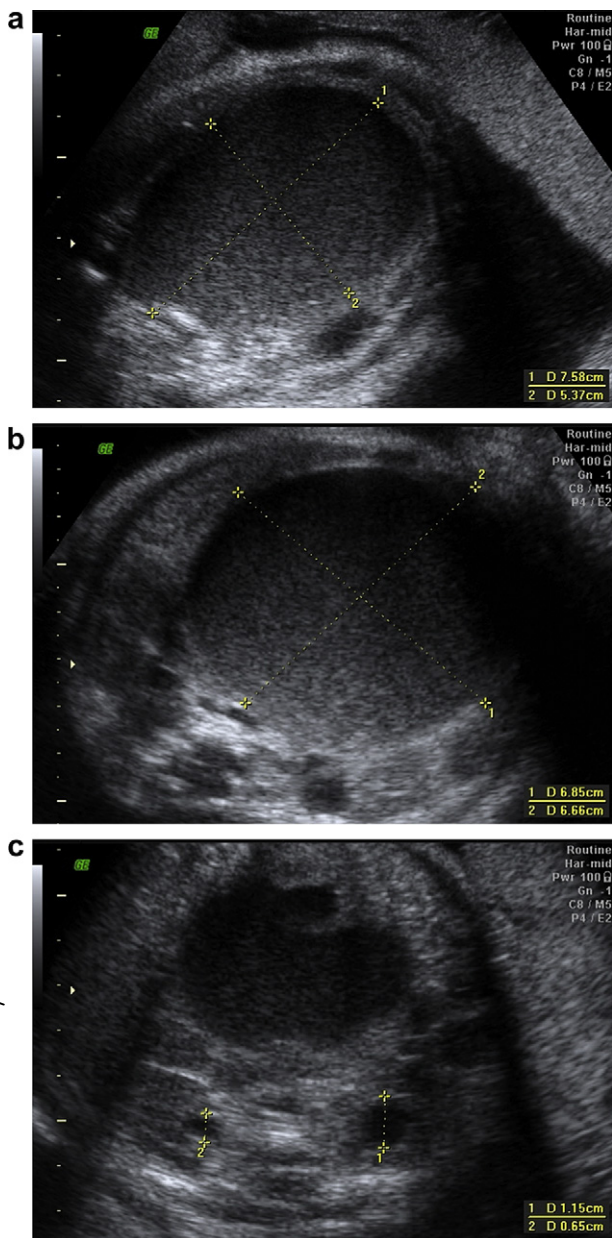 a
GE
Routine
Har-mid
Pwr 100
Gn -1
C8 / M5
P4 / E2
1
2
1 D 7.58cm
2 D 5.37cm
b
GE
Routine
Har-mid
Pwr 100
Gn -1
C8 / M5
P4 / E2
2
1
1 D 6.85cm
2 D 6.66cm
c
GE
Routine
Har-mid
Pwr 100
Gn -1
C8 / M5
P4 / E2
2
1
1 D 1.15cm
2 D 0.65cm